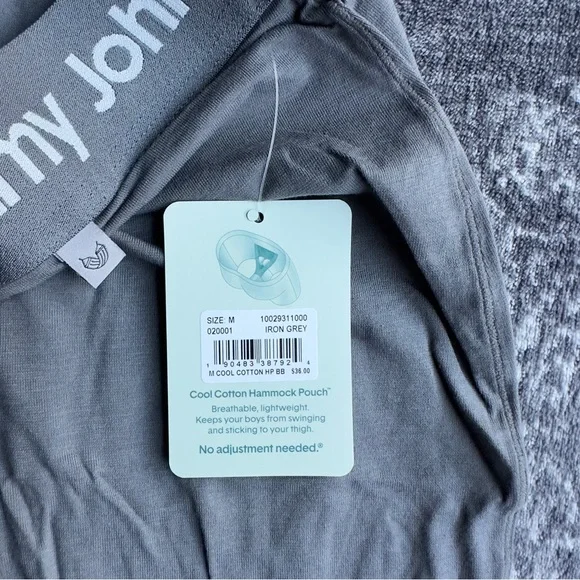 my John
SIZE: M 10029311000
020001 IRON GREY
1 90483 38792 4
M COOL COTTON HP BB $36.00
Cool Cotton Hammock Pouch™
Breathable, lightweight.
Keeps your boys from swinging
and sticking to your thigh.
No adjustment needed.®